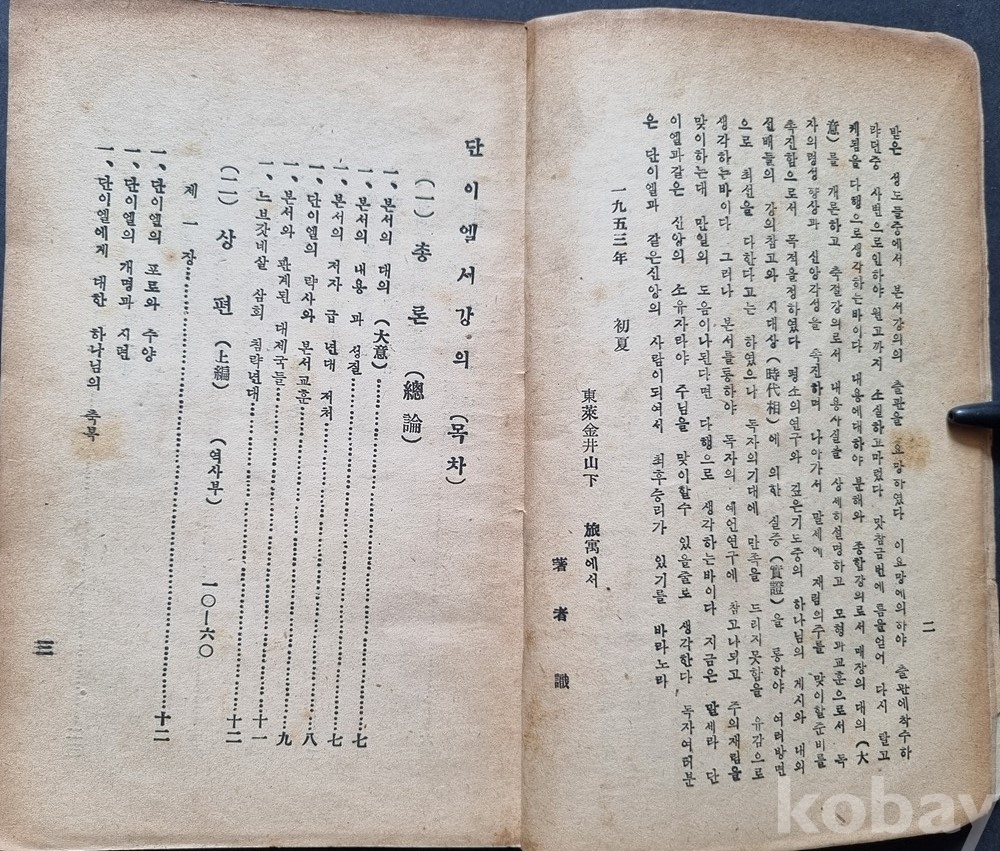 받은 성도들중에서 본서강의의 출판을 요망하였다 이요망에의하야 출판에착수하
랴던중 사변으로인하야 원고까지 소실하고마렀다 맛참금번에 틈을얻어 다시 탈고
케됨을 다행으로생각하는바이다 내용에대하야 분해와 종합강의로서 매장의 대의 (大
意)를 개론하고 축절강의로서 내용사실을 상세히설명하고 모형과교훈으로서 독
자의명성향상과 신앙각성을 촉진하며 나아가서 말세에 재림의주를 맞이할준비를
촉진함으로서 목적을정하였다 평소의연구와 깊은기도중의 하나님의 게시와 내외
선배들의 강의참고와 시대상(時代相)에 의한 실증(實證)을 통하야 여러방면
으로 최선을 다한다고는 하였으나 독자의기대에 만족을 드리지못함을 유감으로
생각하는바이다 그러나 본서를통하야 독자의 예언연구에 참고나되고 주의재림을
맞이하는대 만일의 도음이나된다면 다행으로 생각하는바이다 지금은 말세라 단
이엘과같은 신앙의 소유자라야 주님을 맞이할수 있을줄로 생각한다 독자여러분
은 단이엘과 같은신앙의 사람이되여서 최후승리가 있기를 바라노라
一九五三年 初夏
東萊金井山下 旅寓에서
著者 識
二
단이엘서강의 (목차)
(一) 총론 (總論)
一、본서의 대의 (大意)……七
一、본서의 내용과 성질……七
一、본서의 저자 급 년대 저처……七
一、단이엘의 략사와 본서교훈……八
一、본서와 관계된 대제국들……九
一、느브갓네살 삼회 침략년대……十一
(二) 상편 (上編) (역사부) 一〇—六〇
제一장……十二
一、단이엘의 포로와 추양
一、단이엘의 개명과 지면
一、단이엘에게 대한 하나님의 축복
三
kobay